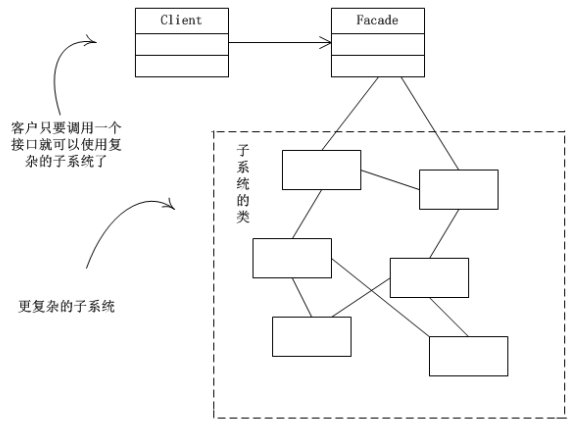 Client
Facade
客户只要调用一个
接口就可以使用复
杂的子系统了
子系统的类
更复杂的子系统